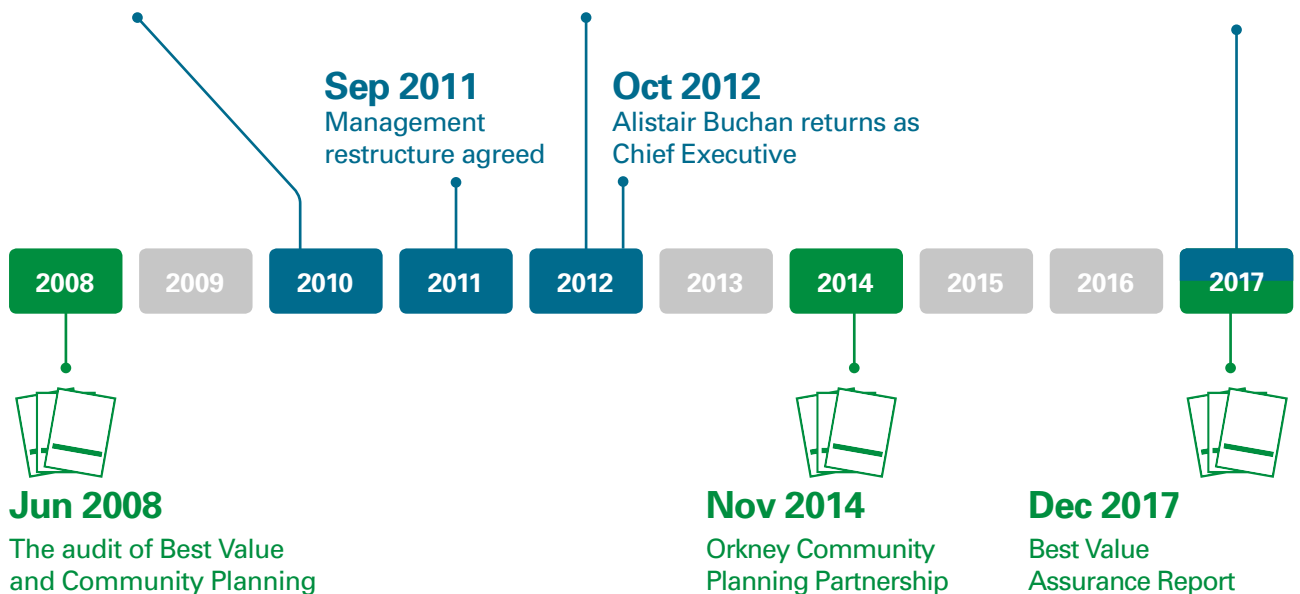 Sep 2011
Management
restructure agreed
Oct 2012
Alistair Buchan returns as
Chief Executive
2008
2009
2010
2011
2012
2013
2014
2015
2016
2017
Jun 2008
The audit of Best Value
and Community Planning
Nov 2014
Orkney Community
Planning Partnership
Dec 2017
Best Value
Assurance Report